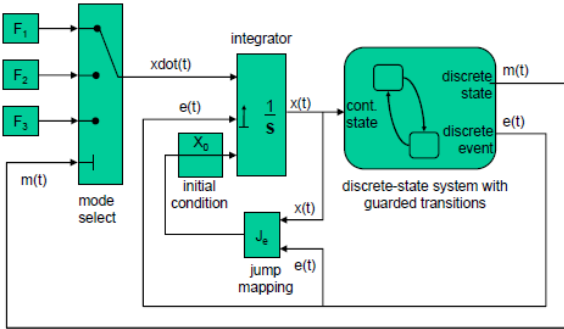 F1
F2
F3
m(t)
mode
select
xdot(t)
e(t)
integrator
1
s
X0
initial
condition
x(t)
x(t)
Je
e(t)
jump
mapping
cont.
state
discrete
state
discrete
event
m(t)
e(t)
discrete-state system with
guarded transitions